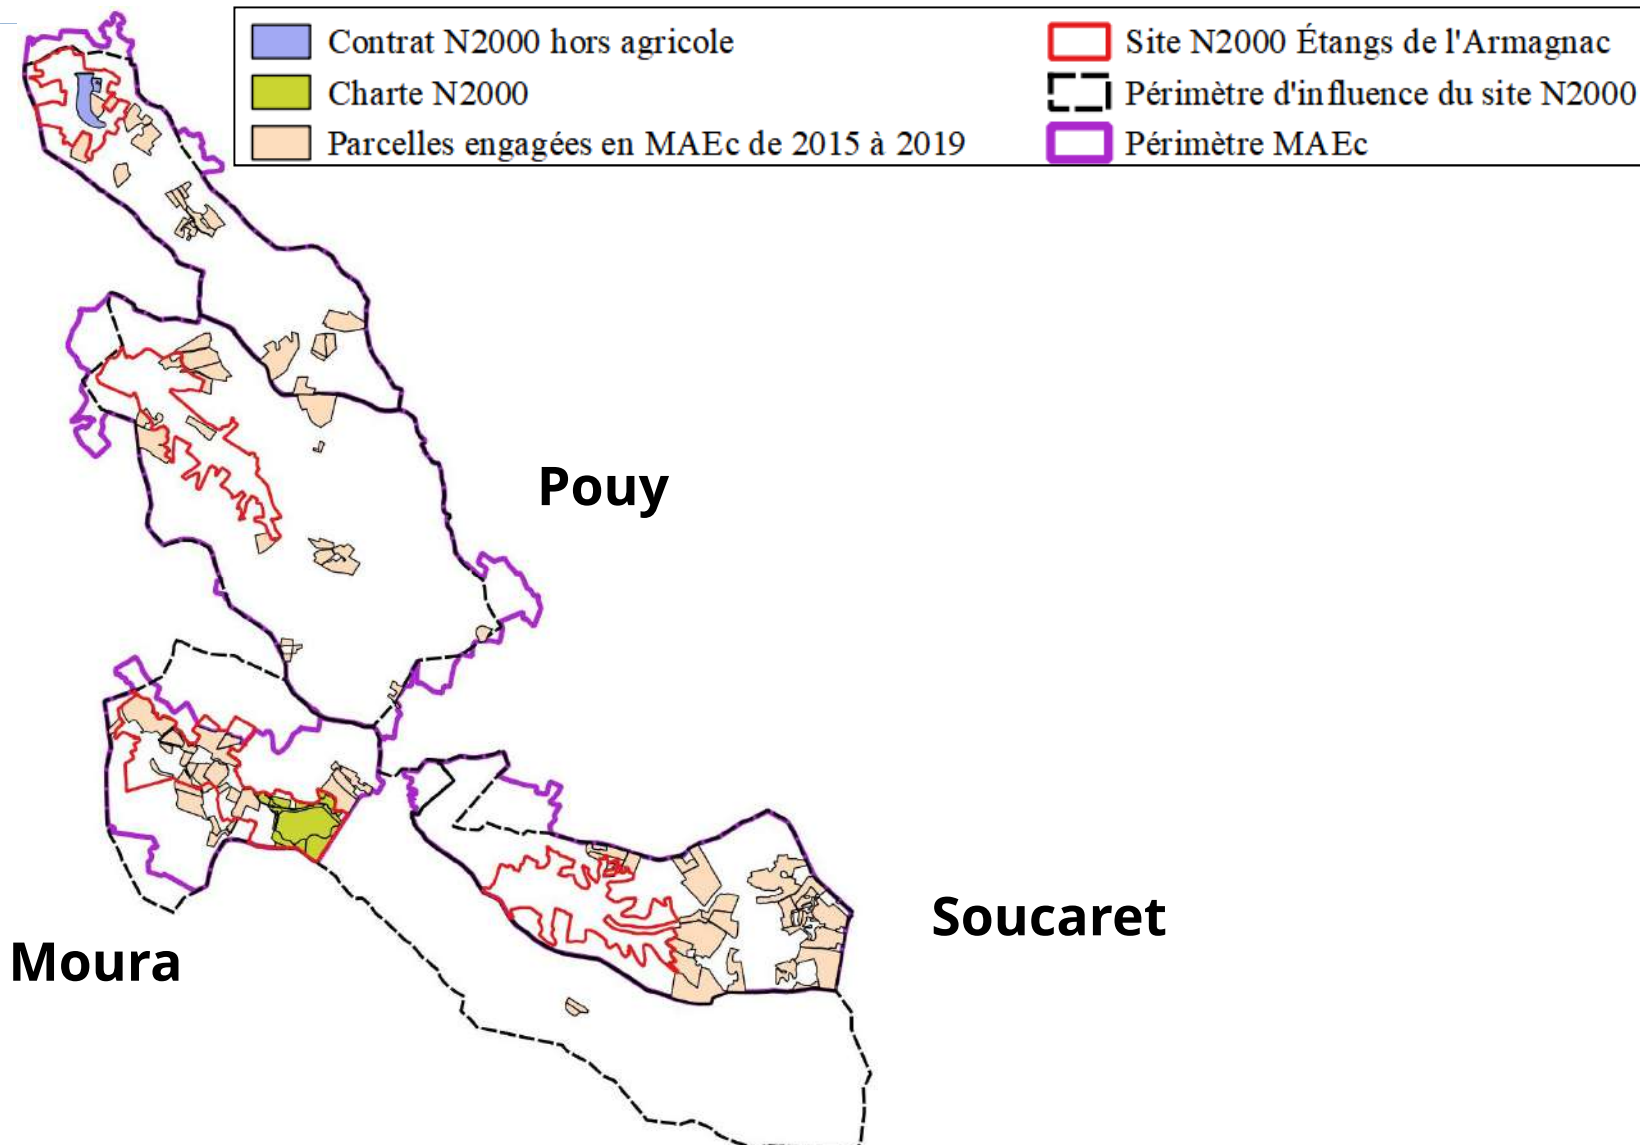 Contrat N2000 hors agricole
Charte N2000
Parcelles engagées en MAEc de 2015 à 2019
Site N2000 Étangs de l'Armagnac
Périmètre d'influence du site N2000
Périmètre MAEc
Pouy
Soucaret
Moura